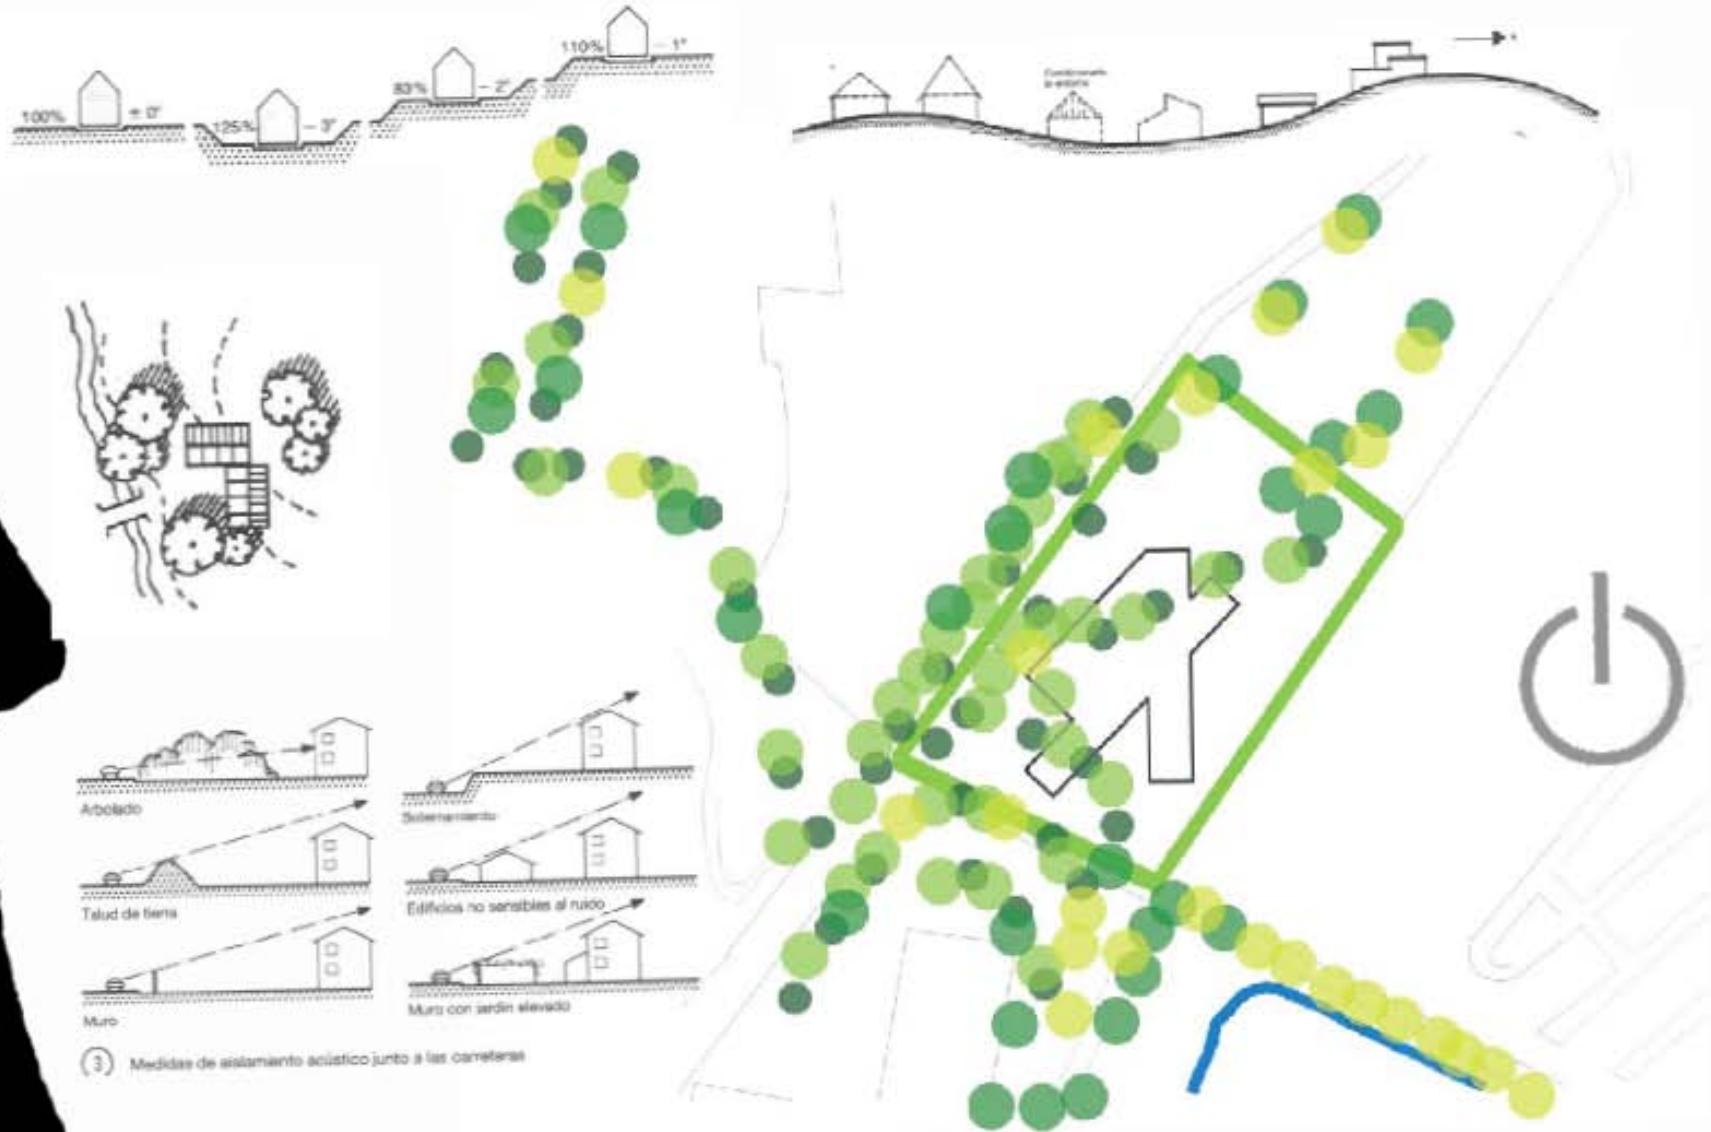 110% - 1°
83% - 2°
100% ± 0°
125% - 3°
Arbolado
Soterramiento
Talud de tierra
Edificios no sensibles al ruido
Muro
Muro con jardín elevado
3 Medidas de aislamiento acústico junto a las carreteras